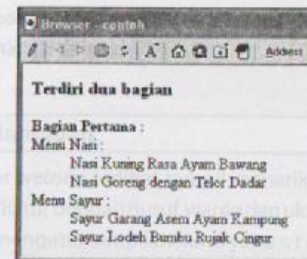 Browser - contoh
Address
Terdiri dua bagian
Bagian Pertama :
Menu Nasi :
Nasi Kuning Rasa Ayam Bawang
Nasi Goreng dengan Telor Dadar
Menu Sayur :
Sayur Garang Asem Ayam Kampung
Sayur Lodeh Bumbu Rujak Cingur